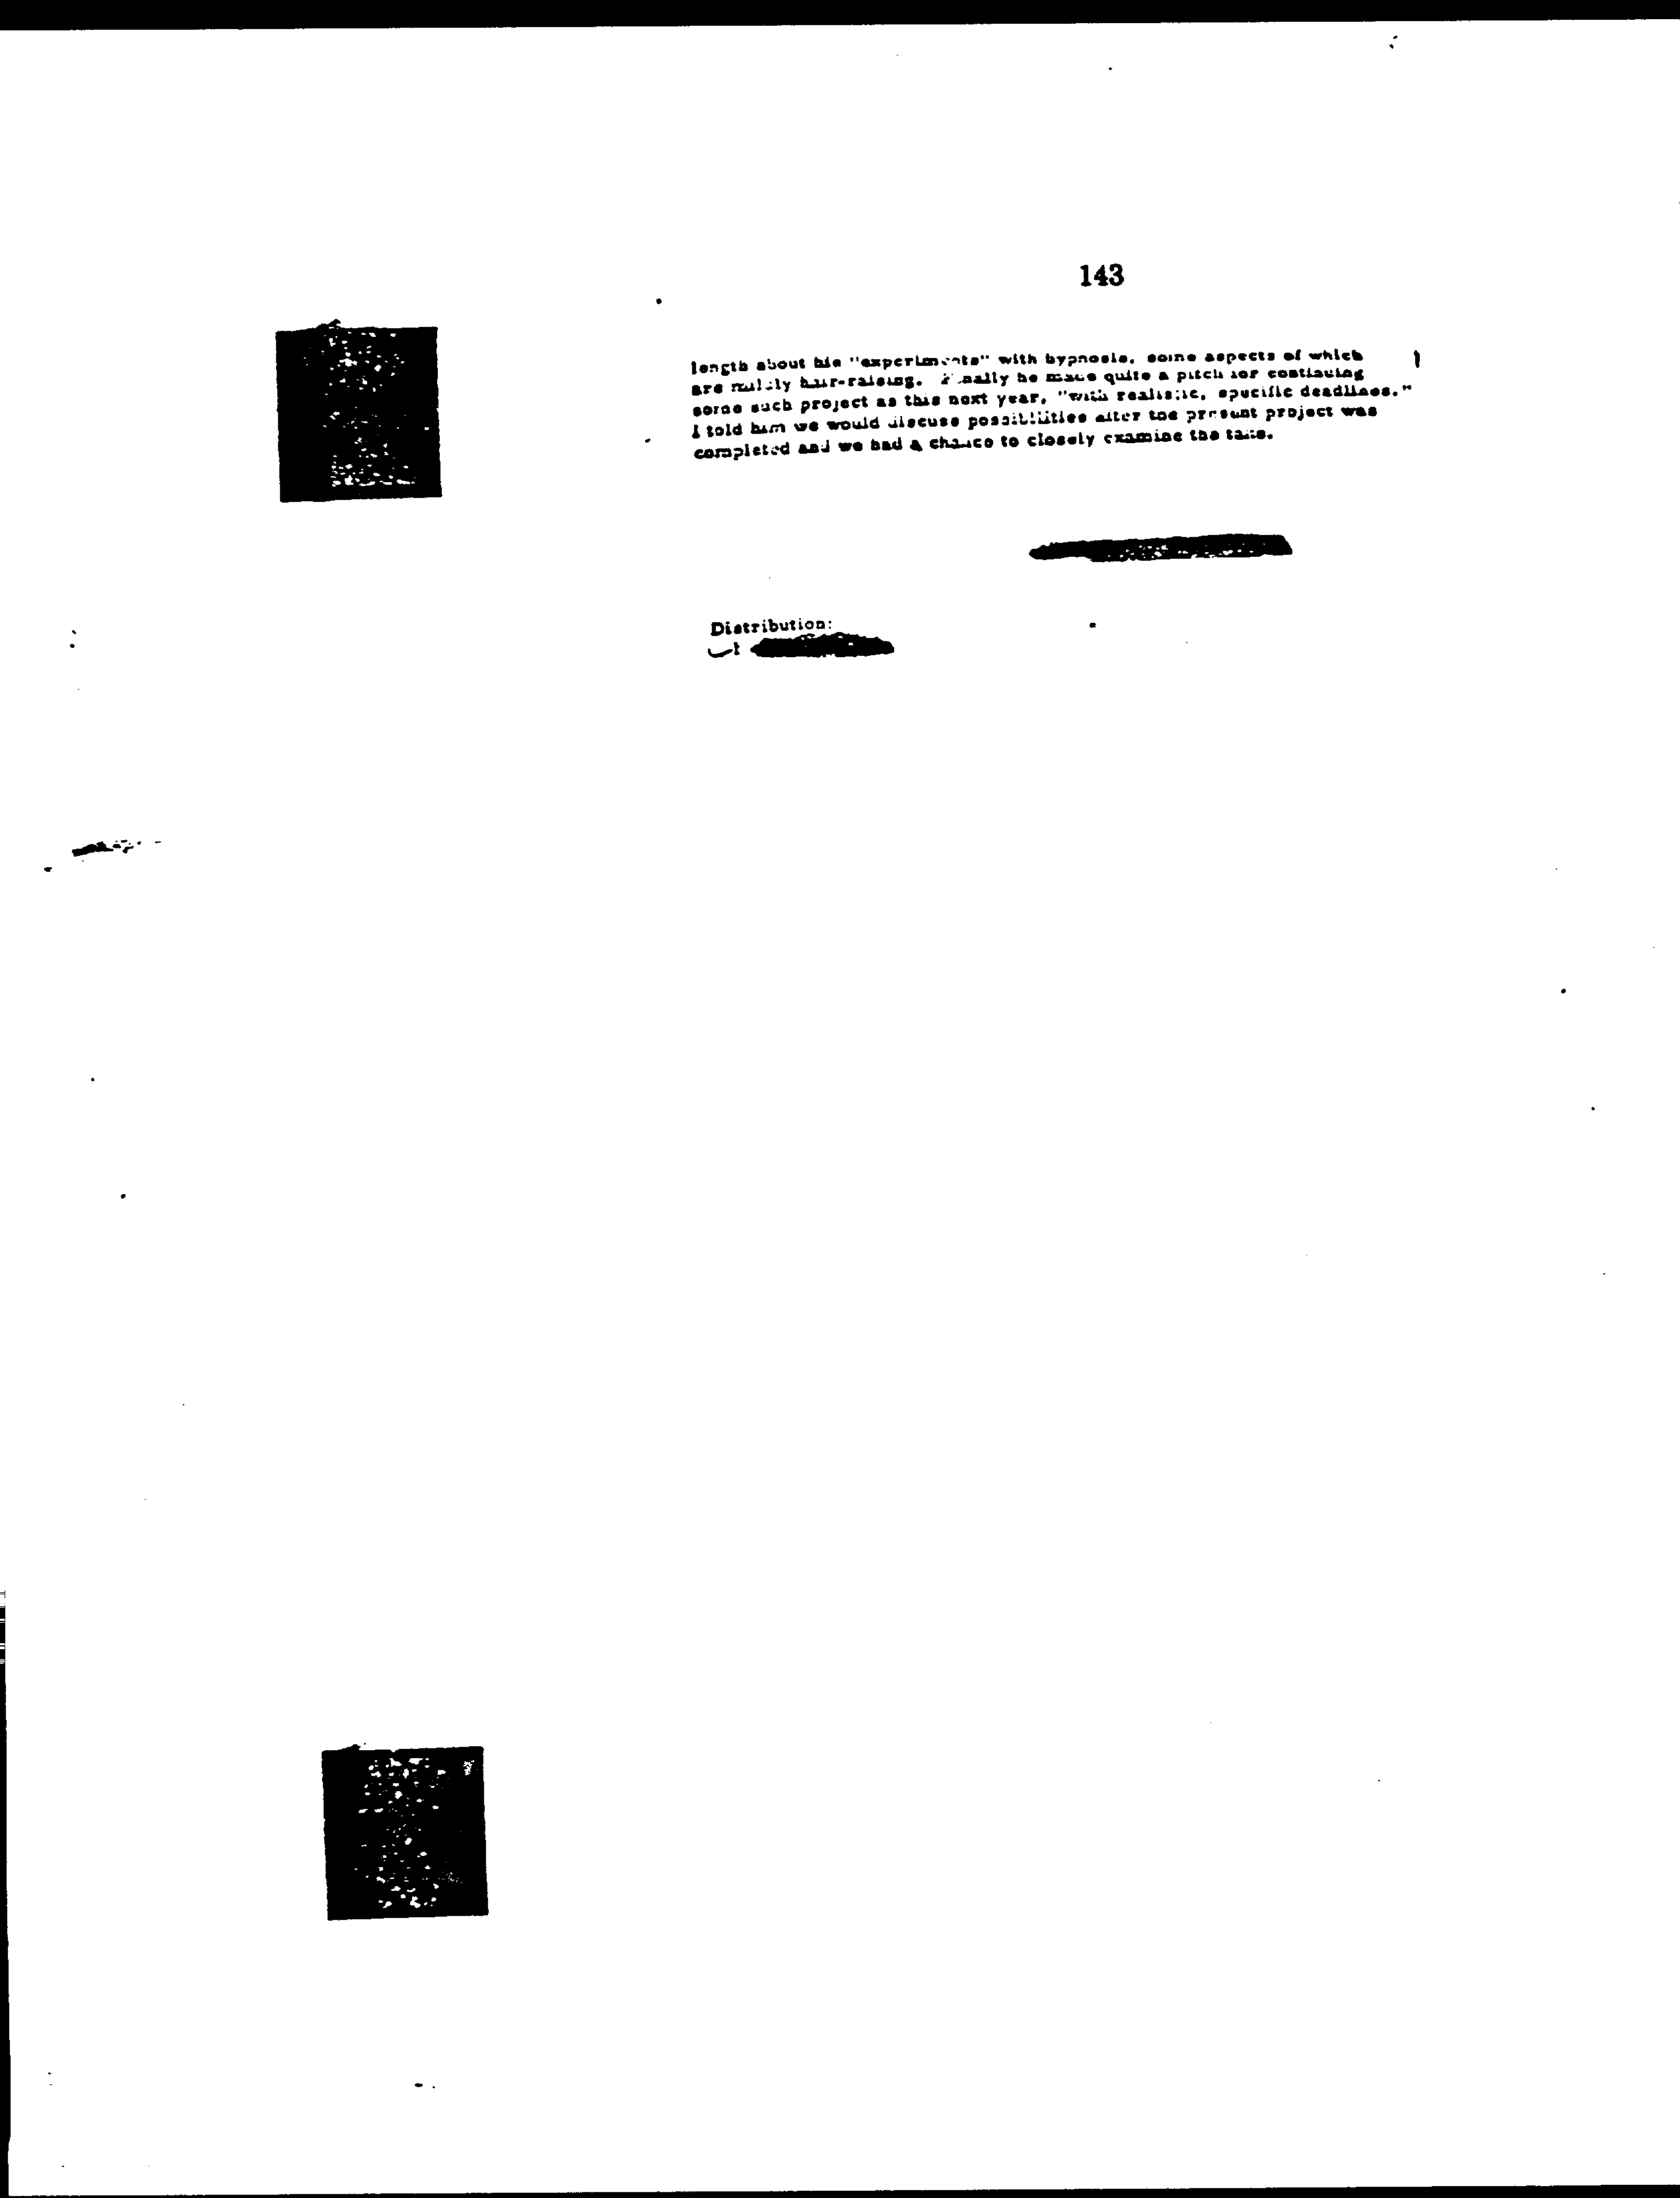 143
length about his "experiments" with hypnosis, some aspects of which
are mildly hair-raising. Finally he made quite a pitch for continuing
some such project as this next year, "with realistic, specific deadlines."
I told him we would discuss possibilities after the present project was
completed and we had a chance to closely examine the take.
Distribution:
1